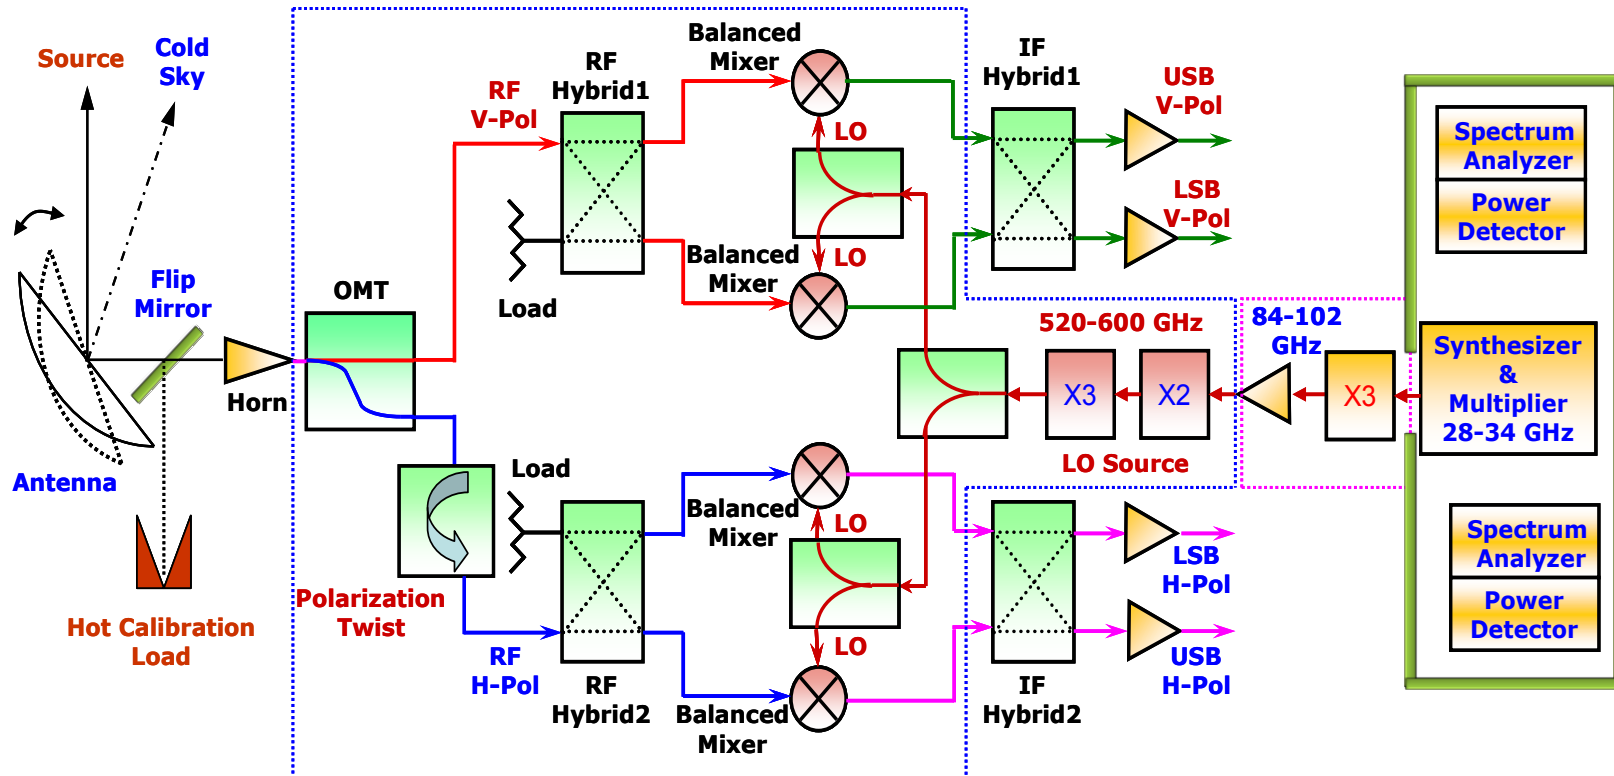 Source
Cold
Sky
RF
V-Pol
RF
Hybrid1
Balanced
Mixer
IF
Hybrid1
USB
V-Pol
LO
LSB
V-Pol
Spectrum
Analyzer
Power
Detector
Flip
Mirror
OMT
Load
Balanced
Mixer
LO
Horn
Antenna
520-600 GHz
X3
X2
LO Source
84-102
GHz
X3
Synthesizer
&
Multiplier
28-34 GHz
Load
Balanced
Mixer
LO
LSB
H-Pol
Spectrum
Analyzer
Power
Detector
Hot Calibration
Load
Polarization
Twist
RF
H-Pol
RF
Hybrid2
LO
Balanced
Mixer
IF
Hybrid2
USB
H-Pol